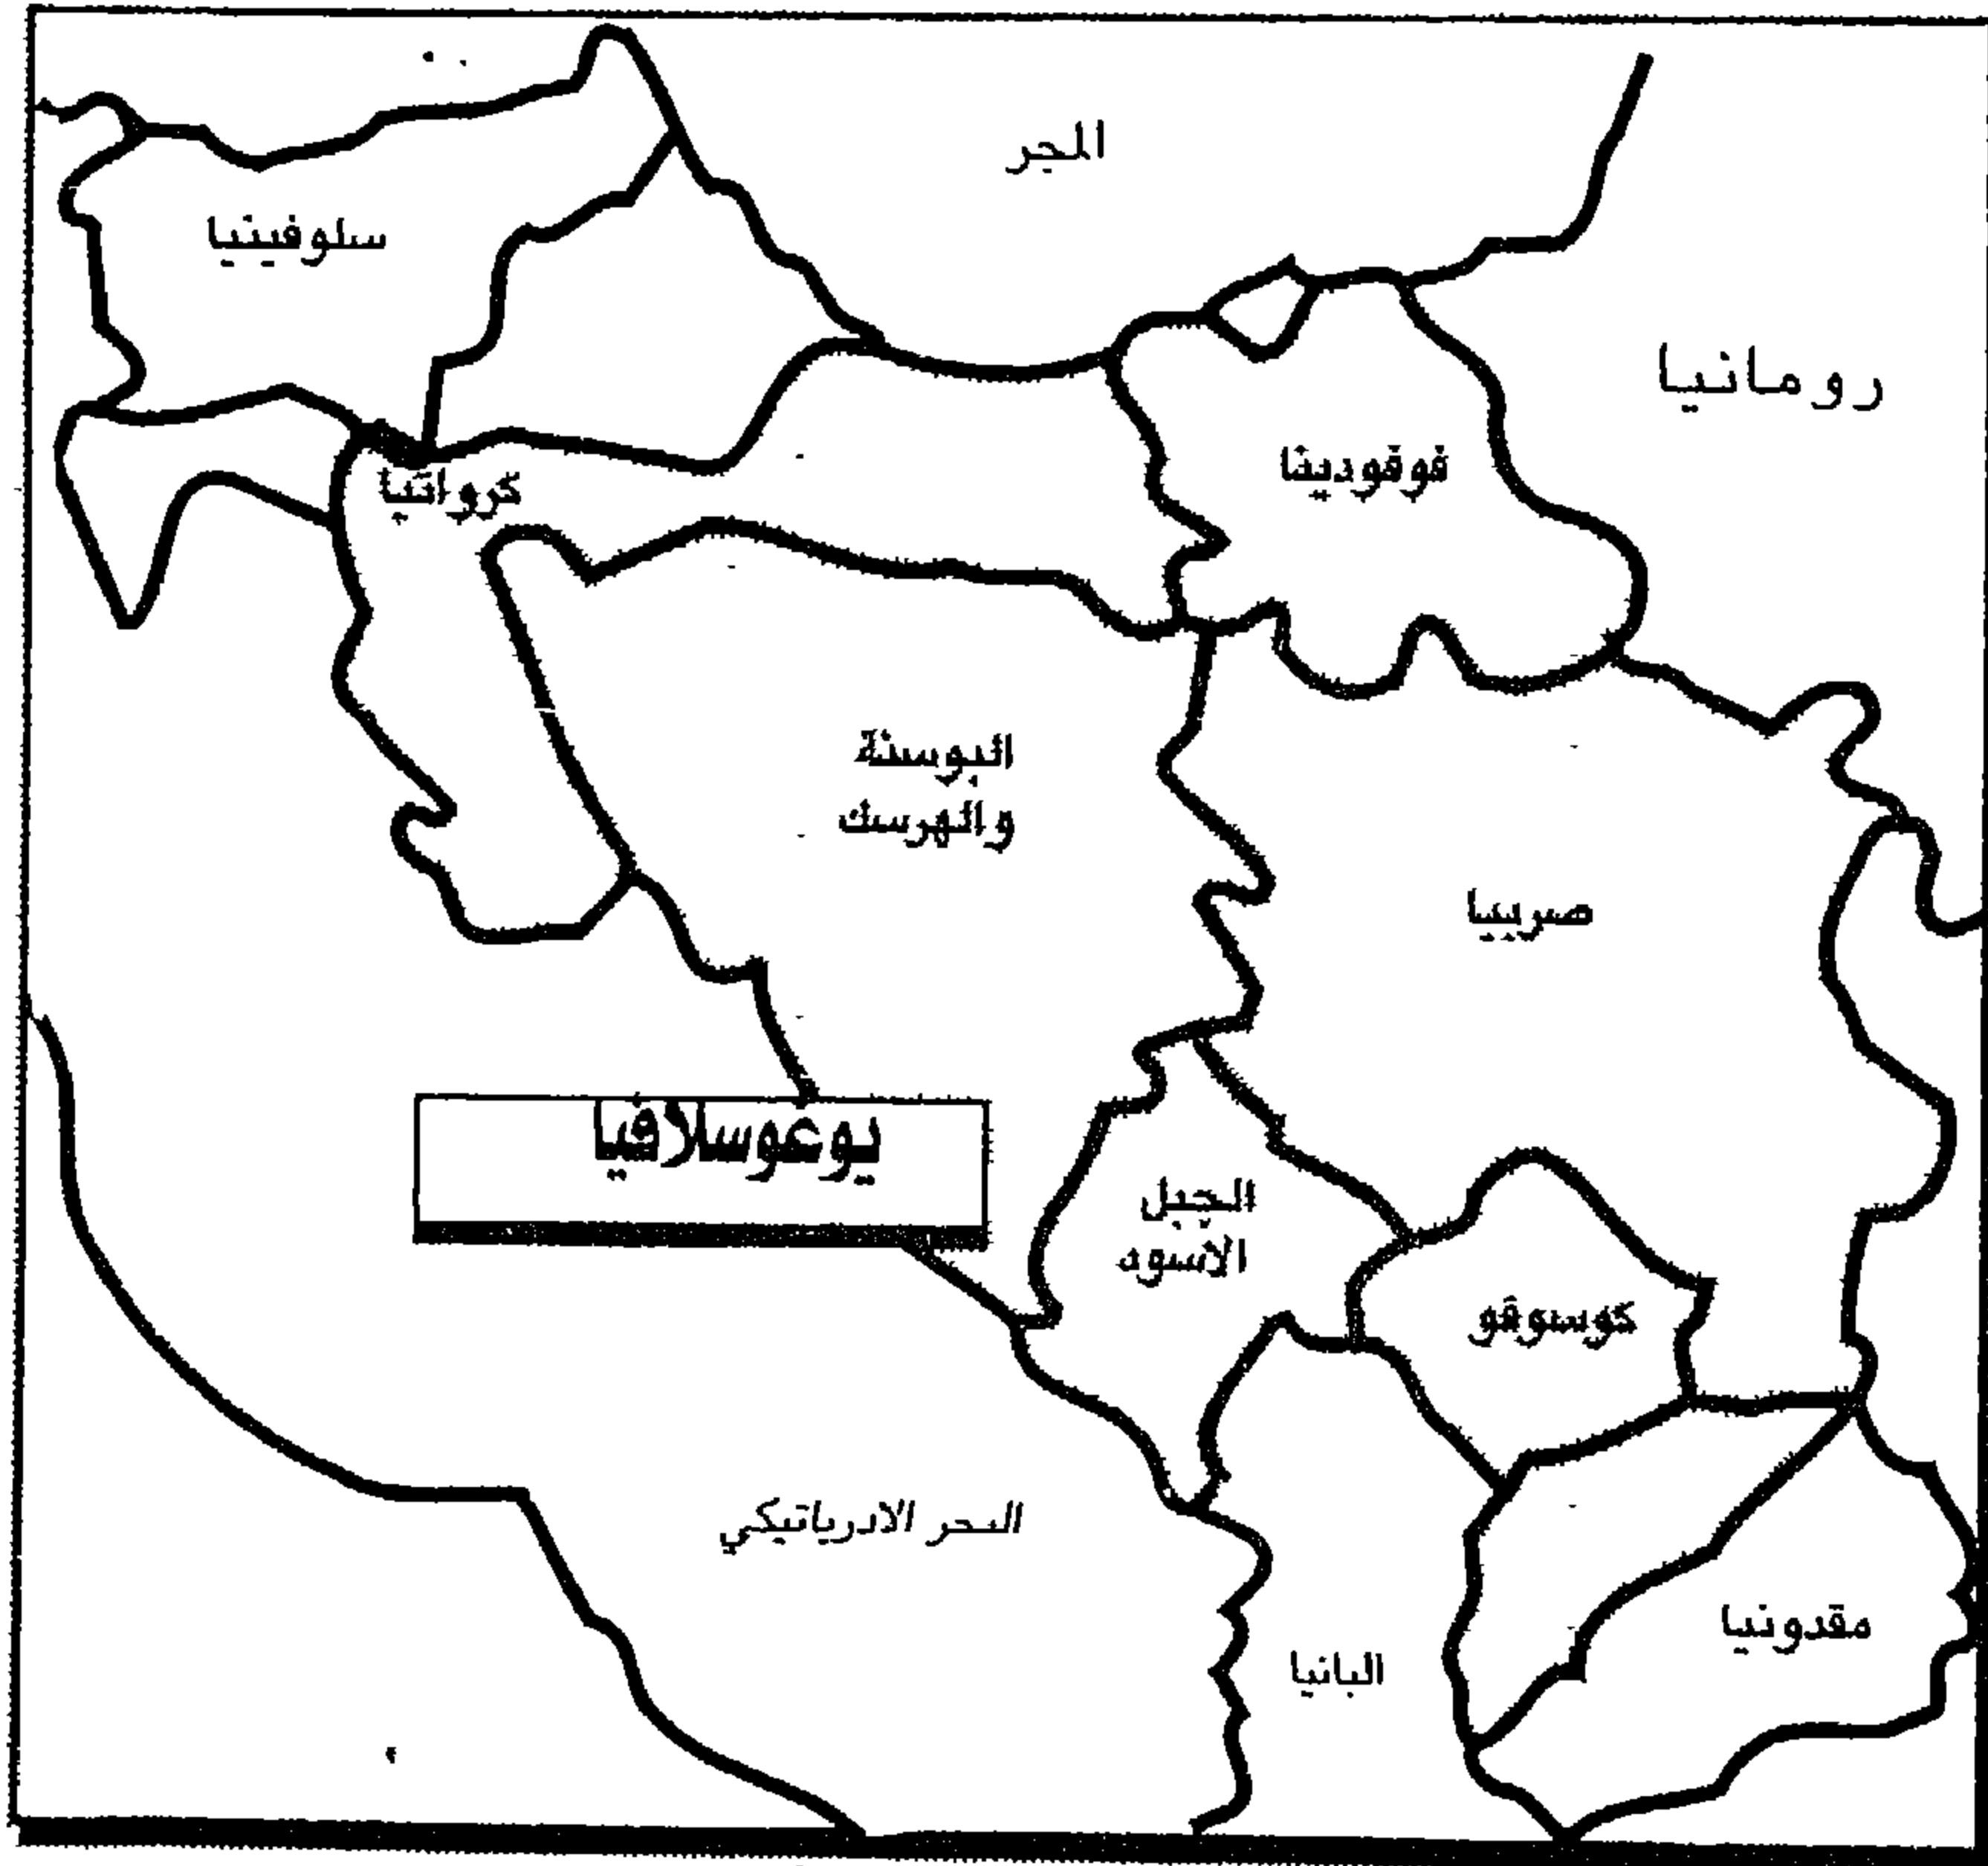 المجر
سلوفينيا
رومانيا
فوفودينا
كرواتيا
البوسنة
والهرسك
صربيا
يوغوسلافيا
الجبل
الاسود
كوسوفو
البحر الادرياتيكي
مقدونيا
البانيا